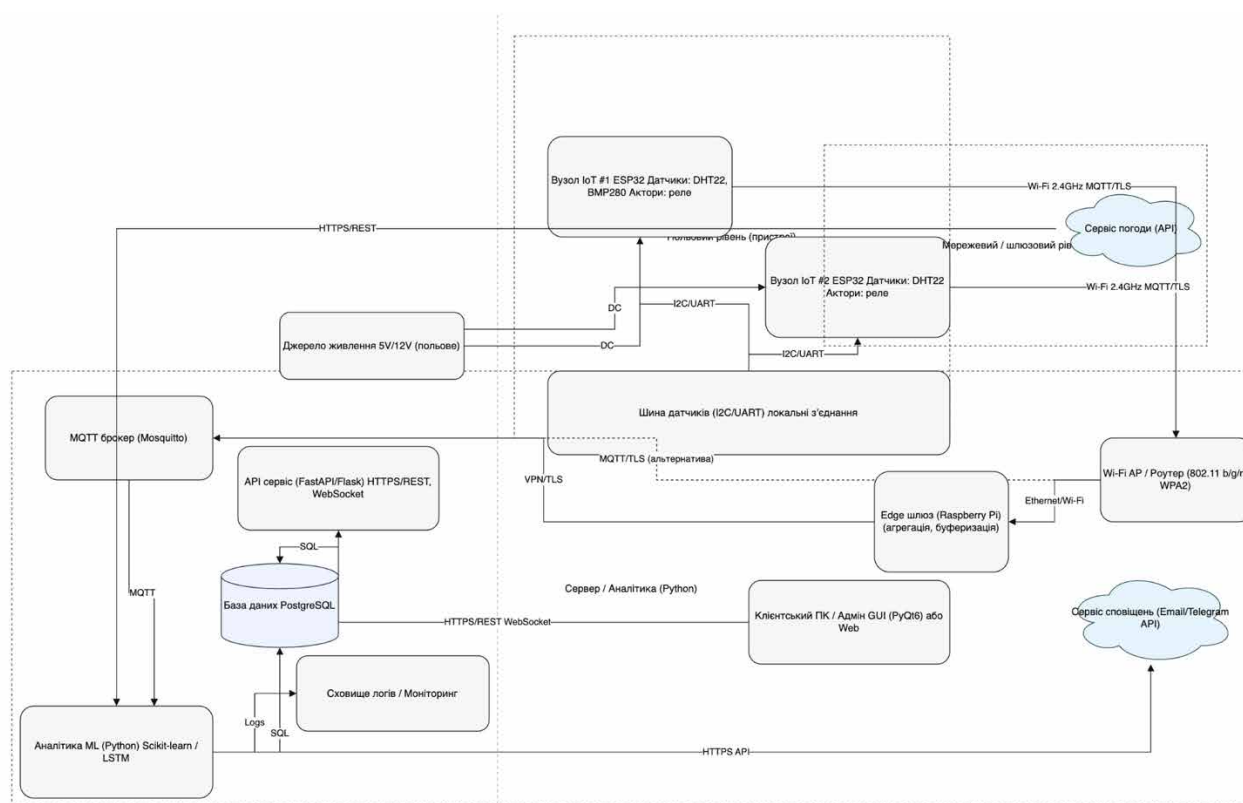 Вузол IoT #1 ESP32 Датчики: DHT22,
BMP280 Актори: реле
Wi-Fi 2.4GHz MQTT/TLS
HTTPS/REST
Сервіс погоди (API)
Польовий рівень (пристрої)
Мережевий / шлюзовий рів
Вузол IoT #2 ESP32 Датчики: DHT22
Актори: реле
Wi-Fi 2.4GHz MQTT/TLS
DC
I2C/UART
Джерело живлення 5V/12V (польове)
DC
I2C/UART
Шина датчиків (I2C/UART) локальні з’єднання
MQTT брокер (Mosquitto)
MQTT/TLS (альтернатива)
VPN/TLS
API сервіс (FastAPI/Flask) HTTPS/REST,
WebSocket
Wi-Fi AP / Роутер (802.11 b/g/n
WPA2)
Edge шлюз (Raspberry Pi)
(агрегація, буферизація)
Ethernet/Wi-Fi
SQL
MQTT
База даних PostgreSQL
Сервер / Аналітика (Python)
HTTPS/REST WebSocket
Клієнтський ПК / Адмін GUI (PyQt6) або
Web
Сервіс сповіщень (Email/Telegram
API)
Сховище логів / Моніторинг
Logs
SQL
Аналітика ML (Python) Scikit-learn /
LSTM
HTTPS API